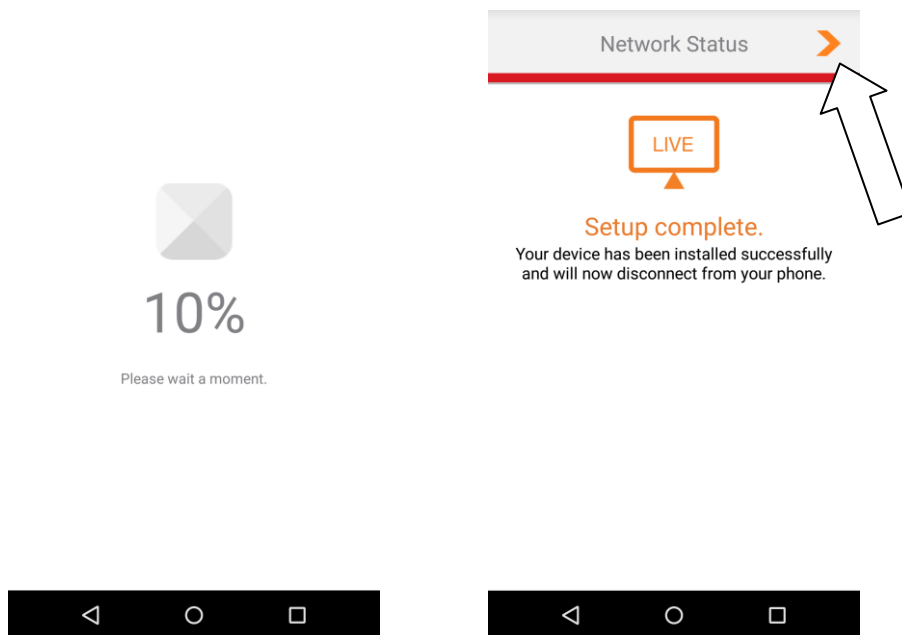 10%
Please wait a moment.
Network Status
LIVE
Setup complete.
Your device has been installed successfully
and will now disconnect from your phone.